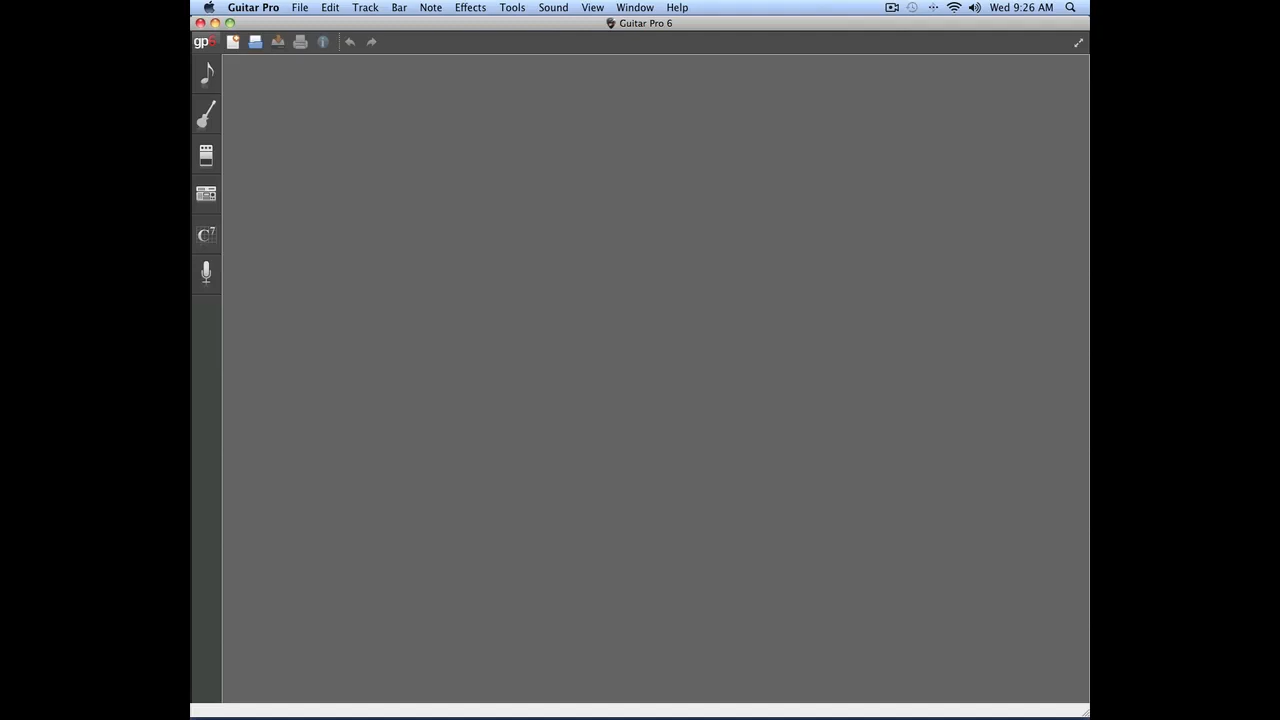 Guitar Pro File Edit Track Bar Note Effects Tools Sound View Window Help Wed 9:26 AM
Guitar Pro 6
gp6
C7